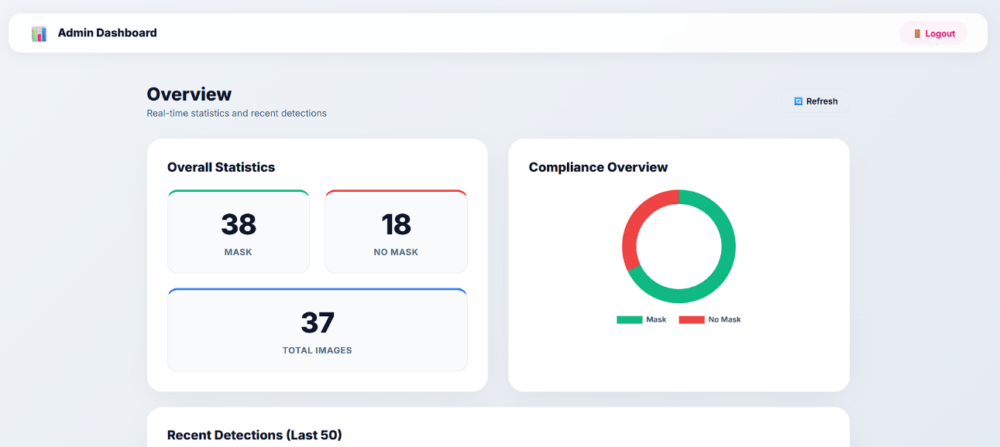 Admin Dashboard
Logout
Overview
Real-time statistics and recent detections
Refresh
Overall Statistics
38
MASK
18
NO MASK
37
TOTAL IMAGES
Compliance Overview
Mask
No Mask
Recent Detections (Last 50)